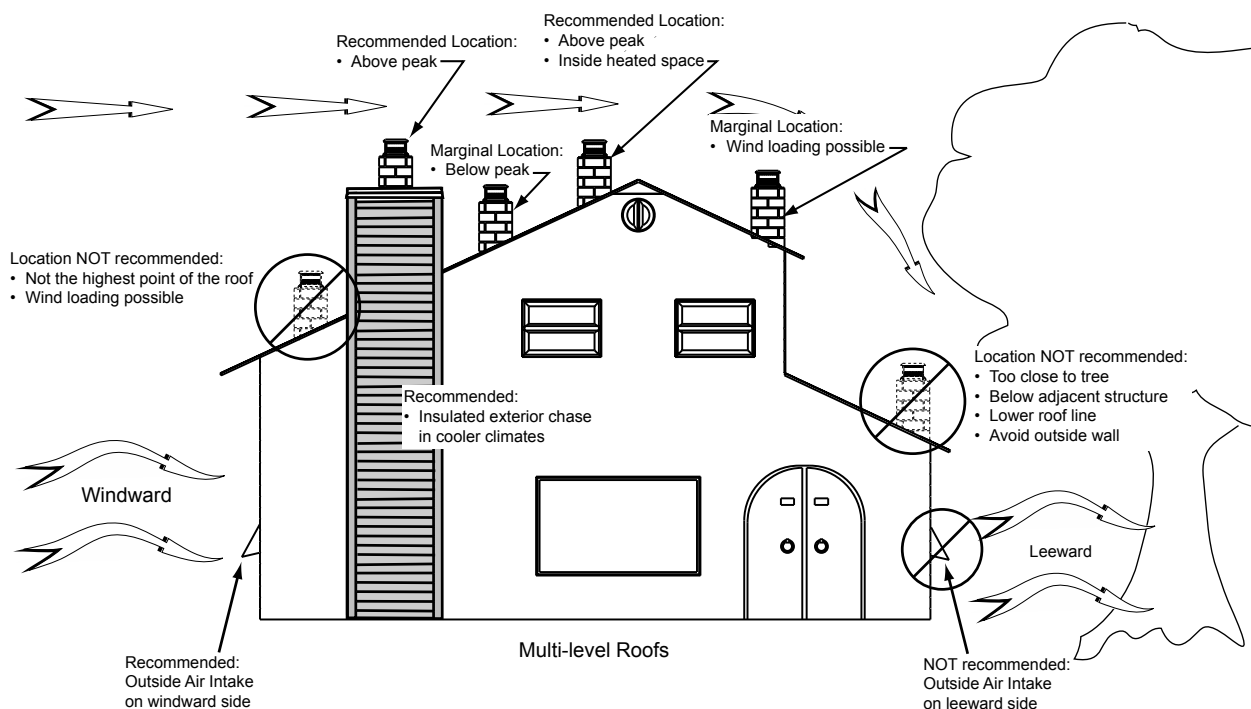 Recommended Location:
• Above peak
Recommended Location:
• Above peak
• Inside heated space
Marginal Location:
• Below peak
Marginal Location:
• Wind loading possible
Location NOT recommended:
• Not the highest point of the roof
• Wind loading possible
Location NOT recommended:
• Too close to tree
• Below adjacent structure
• Lower roof line
• Avoid outside wall
Recommended:
• Insulated exterior chase
in cooler climates
Windward
Leeward
Recommended:
Outside Air Intake
on windward side
Multi-level Roofs
NOT recommended:
Outside Air Intake
on leeward side